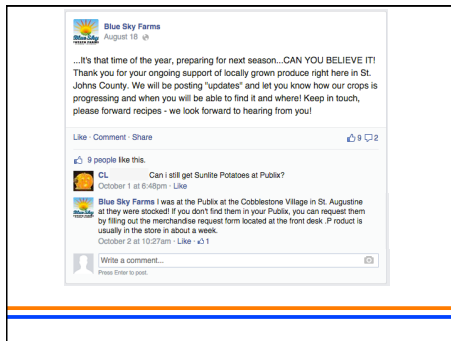 Blue Sky Farms
August 18
...It's that time of the year, preparing for next season...CAN YOU BELIEVE IT!
Thank you for your ongoing support of locally grown produce right here in St.
Johns County. We will be posting "updates" and let you know how our crops is
progressing and when you will be able to find it and where! Keep in touch,
please forward recipes - we look forward to hearing from you!
Like · Comment · Share
9 2
9 people like this.
CL Can i still get Sunlite Potatoes at Publix?
October 1 at 6:48pm · Like
Blue Sky Farms I was at the Publix at the Cobblestone Village in St. Augustine
at they were stocked! If you don't find them in your Publix, you can request them
by filling out the merchandise request form located at the front desk .P roduct is
usually in the store in about a week.
October 2 at 10:27am · Like · 1
Write a comment...
Press Enter to post.